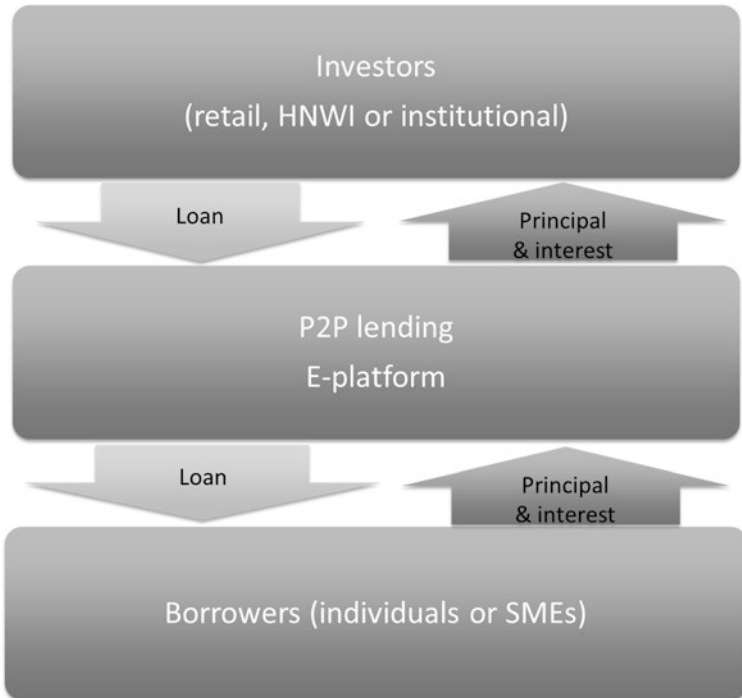 Investors
(retail, HNWI or institutional)
Loan
Principal
& interest
P2P lending
E-platform
Loan
Principal
& interest
Borrowers (individuals or SMEs)